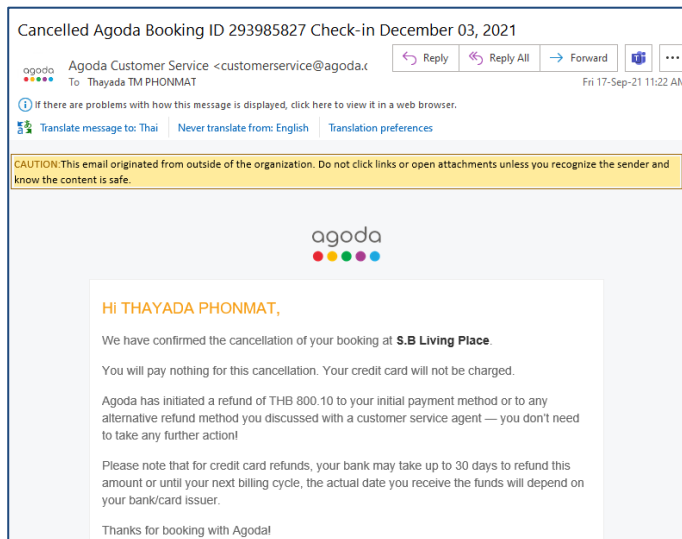 Cancelled Agoda Booking ID 293985827 Check-in December 03, 2021
agoda
Agoda Customer Service <customerservice@agoda.c
Reply
Reply All
Forward
To Thayada TM PHONMAT
Fri 17-Sep-21 11:22 AM
If there are problems with how this message is displayed, click here to view it in a web browser.
Translate message to: Thai
Never translate from: English
Translation preferences
CAUTION:This email originated from outside of the organization. Do not click links or open attachments unless you recognize the sender and
know the content is safe.
agoda
Hi THAYADA PHONMAT,
We have confirmed the cancellation of your booking at S.B Living Place.
You will pay nothing for this cancellation. Your credit card will not be charged.
Agoda has initiated a refund of THB 800.10 to your initial payment method or to any
alternative refund method you discussed with a customer service agent — you don't need
to take any further action!
Please note that for credit card refunds, your bank may take up to 30 days to refund this
amount or until your next billing cycle, the actual date you receive the funds will depend on
your bank/card issuer.
Thanks for booking with Agoda!